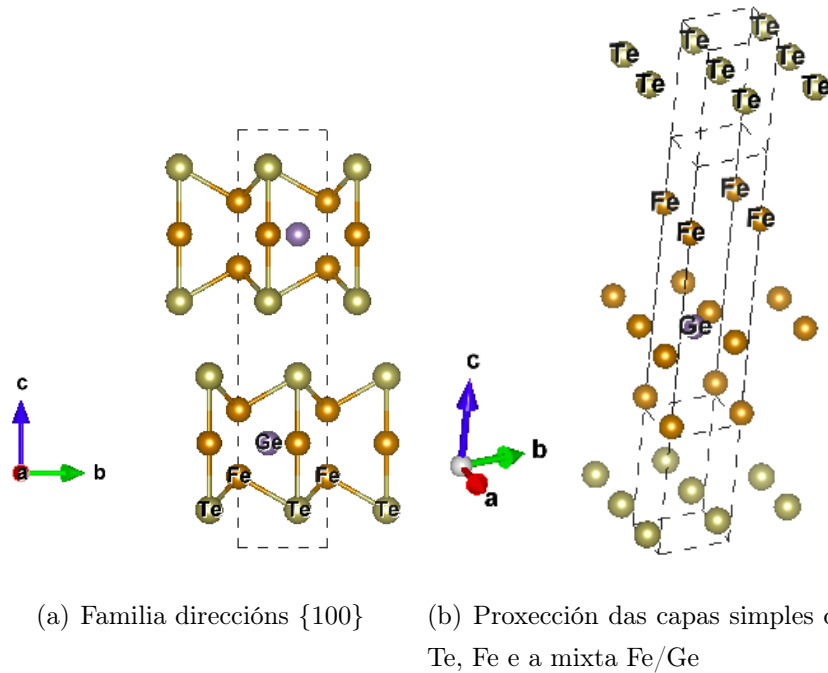 c
a b
Ge
Fe Fe
Te Te Te
Te
Te
Te Te
Te
Te Te
Te
Fe
Fe Fe
Fe
Ge
c
b
a
(a) Familia direccións {100}
(b) Proxección das capas simples
Te, Fe e a mixta Fe/Ge